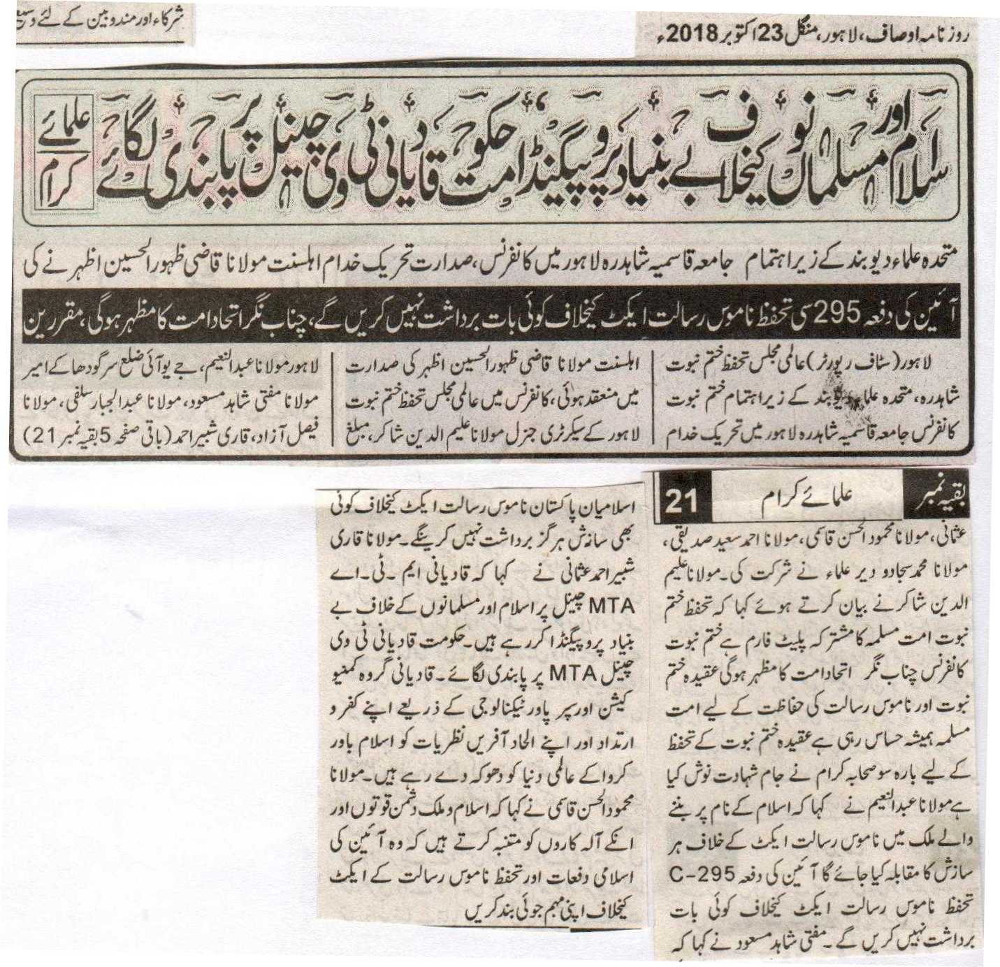 شرکاء اور مندوبین کے لئے وسیع
روزنامہ اوصاف، لاہور، منگل 23 اکتوبر 2018ء
اسلام اور مسلمانوں کیخلاف بے بنیاد پروپیگنڈا، حکومت قادیانی ٹی وی چینل پر پابندی لگائے
علمائے
کرام
متحدہ علماء دیوبند کے زیر اہتمام جامعہ قاسمیہ شاہدرہ لاہور میں کانفرنس، صدارت تحریک خدام اہلسنت مولانا قاضی ظہور الحسین اظہر نے کی
آئین کی دفعہ 295 سی تحفظ ناموس رسالت ایکٹ کیخلاف کوئی بات برداشت نہیں کریں گے، چناب نگر اتحاد امت کا مظہر ہوگی، مقررین
لاہور (سٹاف رپورٹر) عالمی مجلس تحفظ ختم نبوت
شاہدرہ، متحدہ علماء دیوبند کے زیر اہتمام ختم نبوت
کانفرنس جامعہ قاسمیہ شاہدرہ لاہور میں تحریک خدام
اہلسنت مولانا قاضی ظہور الحسین اظہر کی صدارت
میں منعقد ہوئی، کانفرنس میں عالمی مجلس تحفظ ختم نبوت
لاہور کے سیکرٹری جنرل مولانا علیم الدین شاکر، مبلغ
لاہور مولانا عبدالنعیم، جے یو آئی ضلع سرگودھا کے امیر
مولانا مفتی شاہد مسعود، مولانا عبدالجبار سلفی، مولانا
فیصل آزاد، قاری شبیر احمد (باقی صفحہ 5 بقیہ نمبر 21)
بقیہ نمبر 21 علمائے کرام
عثمانی، مولانا محمود الحسن قاسمی، مولانا احمد سعید صدیقی،
مولانا محمد سجاد و دیر علماء نے شرکت کی۔ مولانا علیم
الدین شاکر نے بیان کرتے ہوئے کہا کہ تحفظ ختم
نبوت امت مسلمہ کا مشترکہ پلیٹ فارم ہے ختم نبوت
کانفرنس چناب نگر اتحاد امت کا مظہر ہوگی عقیدہ ختم
نبوت اور ناموس رسالت کی حفاظت کے لیے امت
مسلمہ ہمیشہ حساس رہی ہے عقیدہ ختم نبوت کے تحفظ
کے لیے بارہ سو صحابہ کرام نے جام شہادت نوش کیا
ہے مولانا عبدالنعیم نے کہا کہ اسلام کے نام پر بننے
والے ملک میں ناموس رسالت ایکٹ کے خلاف ہر
سازش کا مقابلہ کیا جائے گا آئین کی دفعہ C-295
تحفظ ناموس رسالت ایکٹ کیخلاف کوئی بات
برداشت نہیں کریں گے۔ مفتی شاہد مسعود نے کہا کہ
اسلامیان پاکستان ناموس رسالت ایکٹ کیخلاف کوئی
بھی سازش ہرگز برداشت نہیں کرینگے۔ مولانا قاری
شبیر احمد عثمانی نے کہا کہ قادیانی ایم۔ٹی۔اے
MTA چینل پر اسلام اور مسلمانوں کے خلاف بے
بنیاد پروپیگنڈا کر رہے ہیں۔ حکومت قادیانی ٹی وی
چینل MTA پر پابندی لگائے۔ قادیانی گروہ کمنیو
کیشن اور سپر پاور ٹیکنالوجی کے ذریعے اپنے کفر و
ارتداد اور اپنے الحاد آفریں نظریات کو اسلام باور
کروا کے عالمی دنیا کو دھوکہ دے رہے ہیں۔ مولانا
محمود الحسن قاسمی نے کہا کہ اسلام و ملک دشمن قوتوں اور
انکے آلہ کاروں کو متنبہ کرتے ہیں کہ وہ آئین کی
اسلامی دفعات اور تحفظ ناموس رسالت کے ایکٹ
کیخلاف اپنی مہم جوئی بند کریں